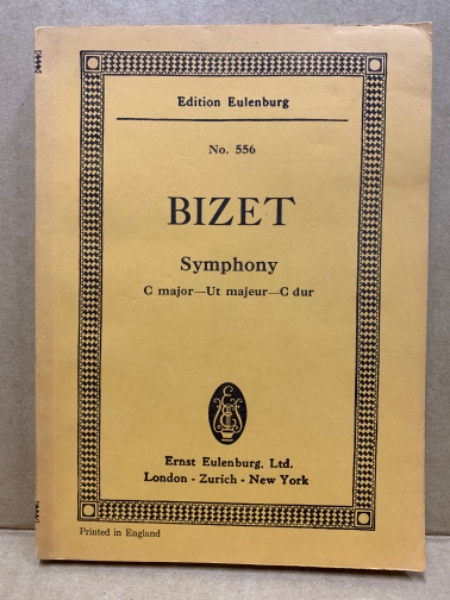 Edition Eulenburg
No. 556
BIZET
Symphony
C major—Ut majeur—C dur
Ernst Eulenburg, Ltd.
London - Zurich - New York
Printed in England